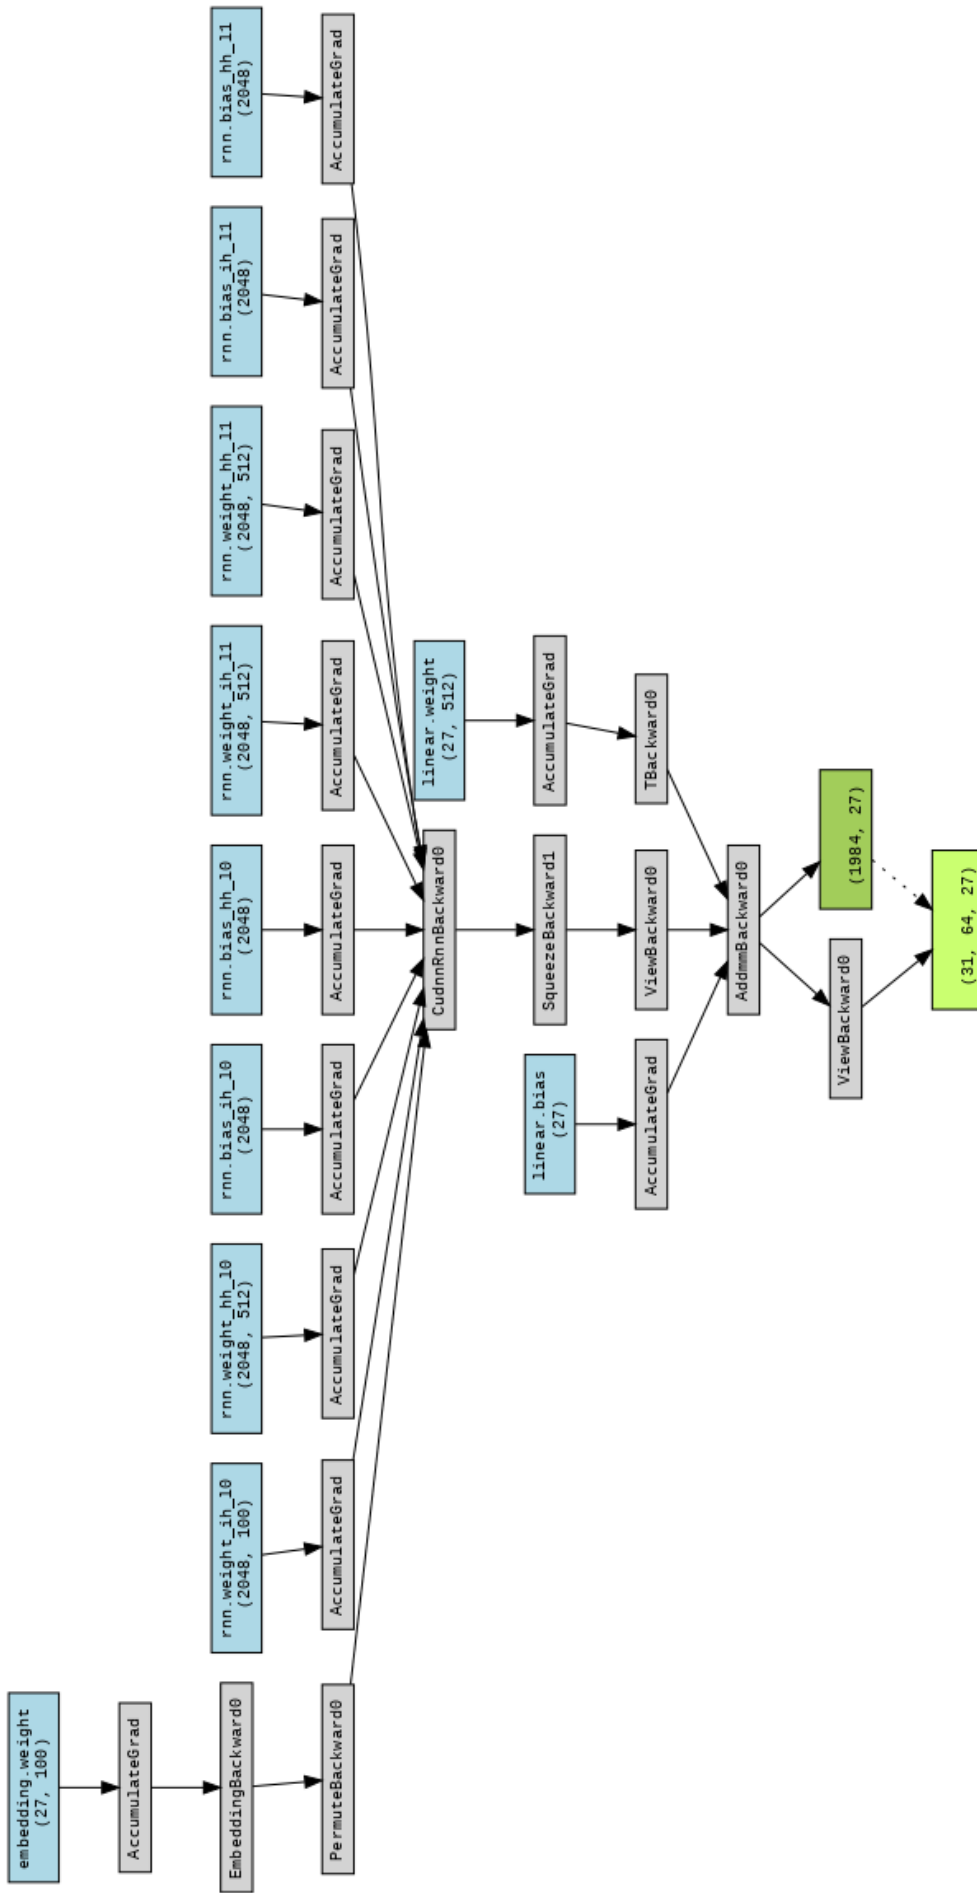 embedding.weight
(27, 100)
AccumulateGrad
EmbeddingBackward0
rnn.weight_ih_l0
(2048, 100)
rnn.weight_hh_l0
(2048, 512)
rnn.bias_ih_l0
(2048)
rnn.bias_hh_l0
(2048)
rnn.weight_ih_l1
(2048, 512)
rnn.weight_hh_l1
(2048, 512)
rnn.bias_ih_l1
(2048)
rnn.bias_hh_l1
(2048)
PermuteBackward0
AccumulateGrad
AccumulateGrad
AccumulateGrad
AccumulateGrad
AccumulateGrad
AccumulateGrad
AccumulateGrad
AccumulateGrad
CudnnRnnBackward0
linear.weight
(27, 512)
linear.bias
(27)
SqueezeBackward1
AccumulateGrad
AccumulateGrad
ViewBackward0
TBackward0
AddmmBackward0
ViewBackward0
(1984, 27)
(31, 64, 27)